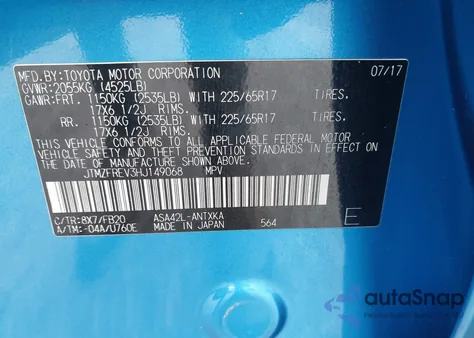 MFD.BY:TOYOTA MOTOR CORPORATION 07/17
GVWR:2055KG (4525LB)
GAWR:FRT. 1150KG (2535LB) WITH 225/65R17 TIRES.
17X6 1/2J RIMS.
RR. 1150KG (2535LB) WITH 225/65R17 TIRES.
17X6 1/2J RIMS.
THIS VEHICLE CONFORMS TO ALL APPLICABLE FEDERAL MOTOR
VEHICLE SAFETY,BUMPER,AND THEFT PREVENTION STANDARDS IN EFFECT
ON THE DATE OF MANUFACTURE SHOWN ABOVE.
JTMZFREV3HJ149068 MPV
C/TR:8X7/FB20 ASA42L-ANTXKA
A/TM:-04A/U760E MADE IN JAPAN 564 E
autoSnap